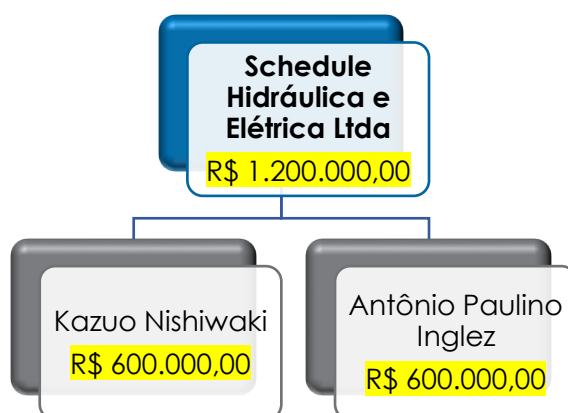 Schedule
Hidráulica e
Elétrica Ltda
R$ 1.200.000,00
Kazuo Nishiwaki
R$ 600.000,00
Antônio Paulino
Inglez
R$ 600.000,00